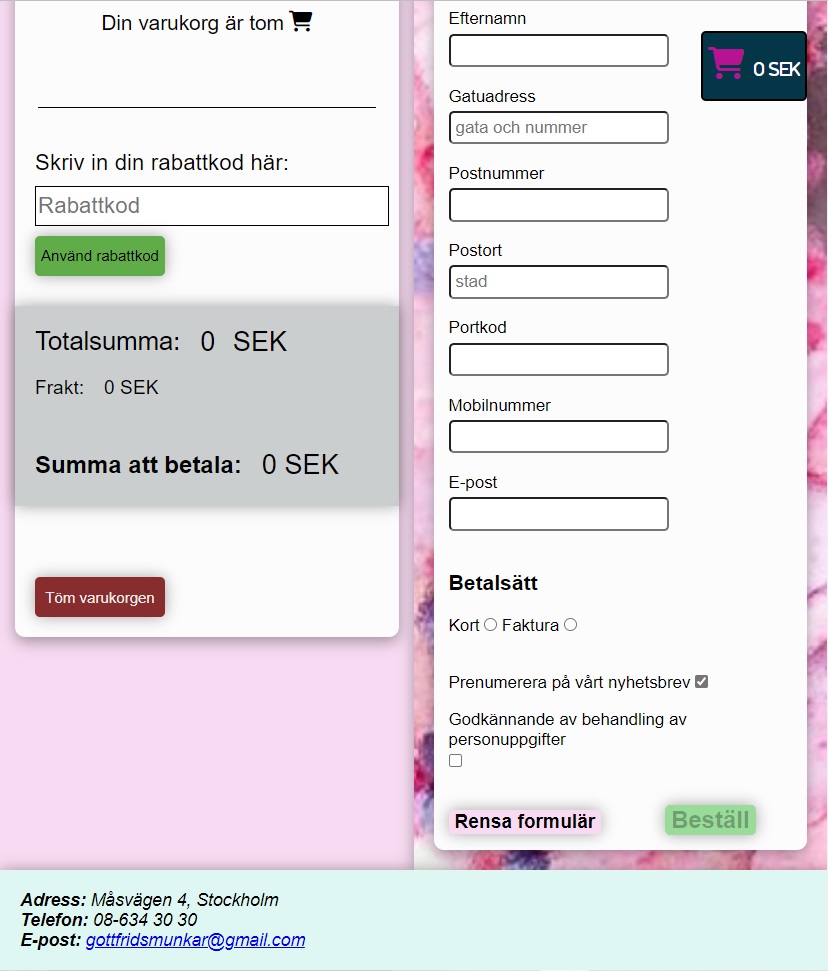 Din varukorg är tom
Skriv in din rabattkod här:
Rabattkod
Använd rabattkod
Totalsumma: 0 SEK
Frakt: 0 SEK
Summa att betala: 0 SEK
Töm varukorgen
Efternamn
0 SEK
Gatuadress
gata och nummer
Postnummer
Postort
stad
Portkod
Mobilnummer
E-post
Betalsätt
Kort Faktura
Prenumerera på vårt nyhetsbrev
Godkännande av behandling av
personuppgifter
Rensa formulär
Beställ
Adress: Måsvägen 4, Stockholm
Telefon: 08-634 30 30
E-post: gottfridsmunkar@gmail.com